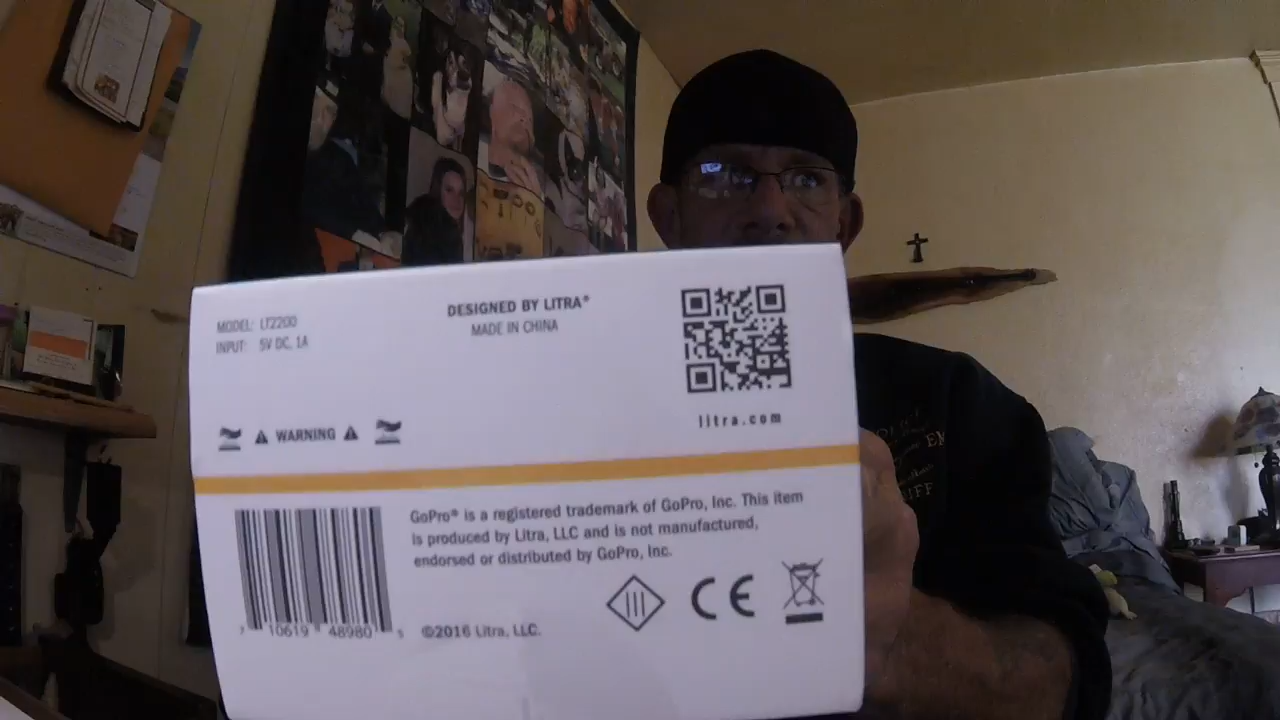 MODEL: LT2200
INPUT: 5V DC, 1A
DESIGNED BY LITRA®
MADE IN CHINA
litra.com
WARNING
GoPro® is a registered trademark of GoPro, Inc. This item
is produced by Litra, LLC and is not manufactured,
endorsed or distributed by GoPro, Inc.
CE
7 10619 48980 5
©2016 Litra, LLC.